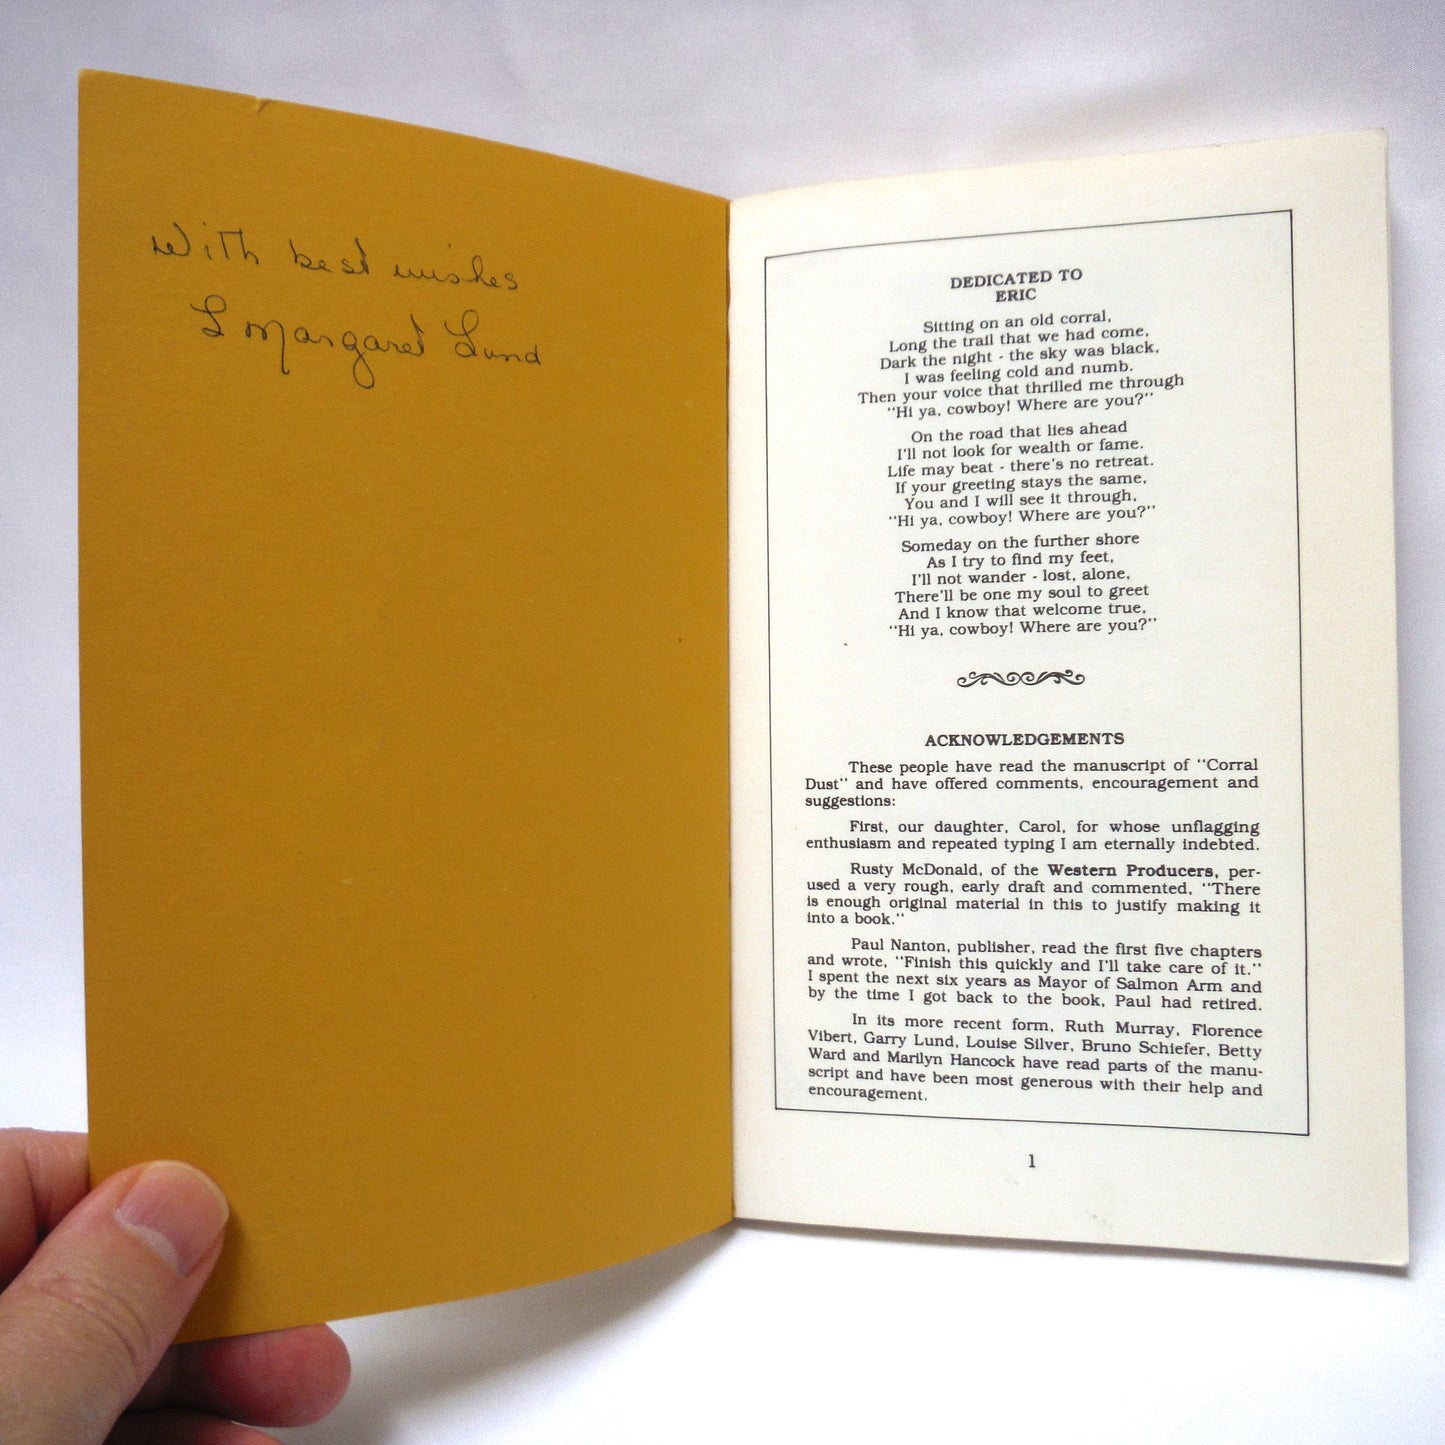 With best wishes
L Margaret Lund
DEDICATED TO
ERIC
Sitting on an old corral,
Long the trail that we had come,
Dark the night - the sky was black,
I was feeling cold and numb.
Then your voice that thrilled me through
"Hi ya, cowboy! Where are you?"
On the road that lies ahead
I'll not look for wealth or fame.
Life may beat - there's no retreat.
If your greeting stays the same,
You and I will see it through,
"Hi ya, cowboy! Where are you?"
Someday on the further shore
As I try to find my feet,
I'll not wander - lost, alone,
There'll be one my soul to greet
And I know that welcome true,
"Hi ya, cowboy! Where are you?"
ACKNOWLEDGEMENTS
These people have read the manuscript of "Corral
Dust" and have offered comments, encouragement and
suggestions:
First, our daughter, Carol, for whose unflagging
enthusiasm and repeated typing I am eternally indebted.
Rusty McDonald, of the Western Producers, per-
used a very rough, early draft and commented, "There
is enough original material in this to justify making it
into a book."
Paul Nanton, publisher, read the first five chapters
and wrote, "Finish this quickly and I'll take care of it."
I spent the next six years as Mayor of Salmon Arm and
by the time I got back to the book, Paul had retired.
In its more recent form, Ruth Murray, Florence
Vibert, Garry Lund, Louise Silver, Bruno Schiefer, Betty
Ward and Marilyn Hancock have read parts of the manu-
script and have been most generous with their help and
encouragement.
1